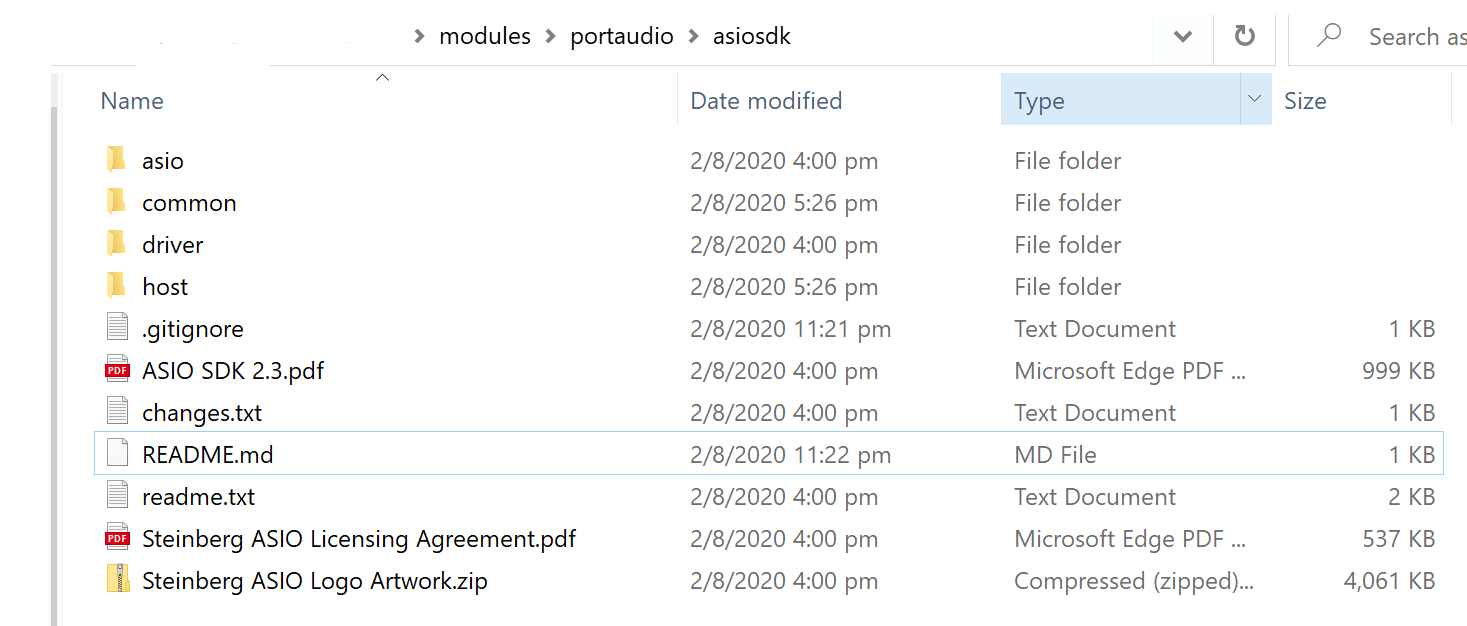 modules portaudio asiosdk Search as
Name Date modified Type Size
asio 2/8/2020 4:00 pm File folder
common 2/8/2020 5:26 pm File folder
driver 2/8/2020 4:00 pm File folder
host 2/8/2020 5:26 pm File folder
.gitignore 2/8/2020 11:21 pm Text Document 1 KB
PDF ASIO SDK 2.3.pdf 2/8/2020 4:00 pm Microsoft Edge PDF ... 999 KB
changes.txt 2/8/2020 4:00 pm Text Document 1 KB
README.md 2/8/2020 11:22 pm MD File 1 KB
readme.txt 2/8/2020 4:00 pm Text Document 2 KB
PDF Steinberg ASIO Licensing Agreement.pdf 2/8/2020 4:00 pm Microsoft Edge PDF ... 537 KB
Steinberg ASIO Logo Artwork.zip 2/8/2020 4:00 pm Compressed (zipped)... 4,061 KB